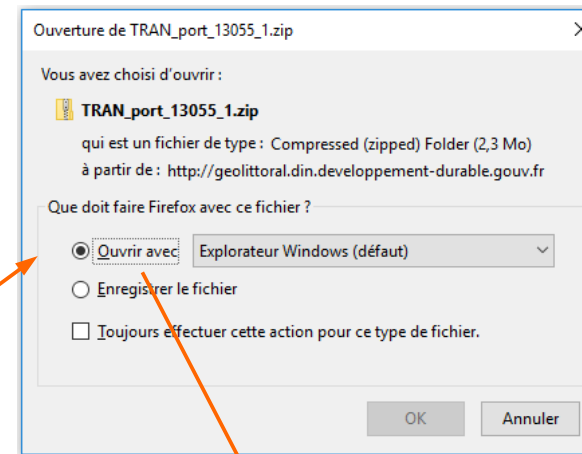 Ouverture de TRAN_port_13055_1.zip
Vous avez choisi d'ouvrir :
TRAN_port_13055_1.zip
qui est un fichier de type : Compressed (zipped) Folder (2,3 Mo)
à partir de : http://geolittoral.din.developpement-durable.gouv.fr
Que doit faire Firefox avec ce fichier ?
Ouvrir avec Explorateur Windows (défaut)
Enregistrer le fichier
Toujours effectuer cette action pour ce type de fichier.
OK Annuler